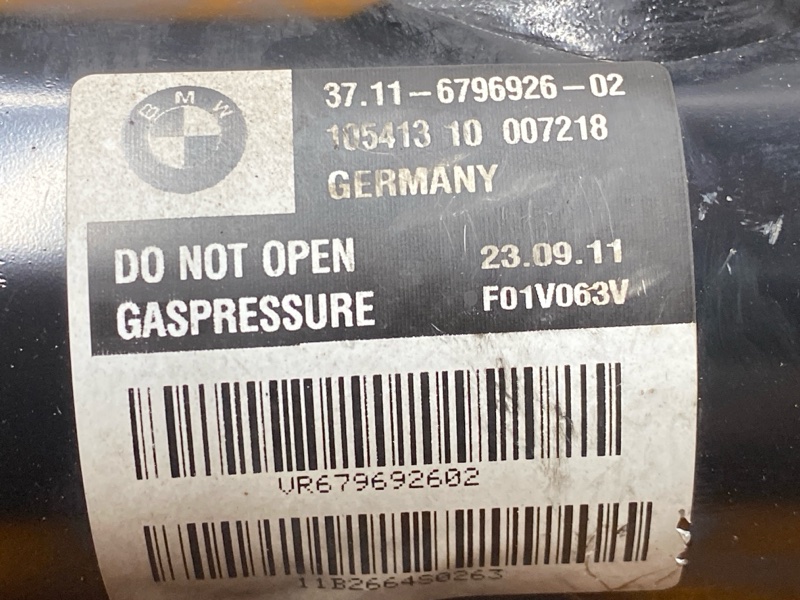 BMW
37.11-6796926-02
105413 10 007218
GERMANY
DO NOT OPEN
GASPRESSURE
23.09.11
F01V063V
VR679692602
11B2664S0263